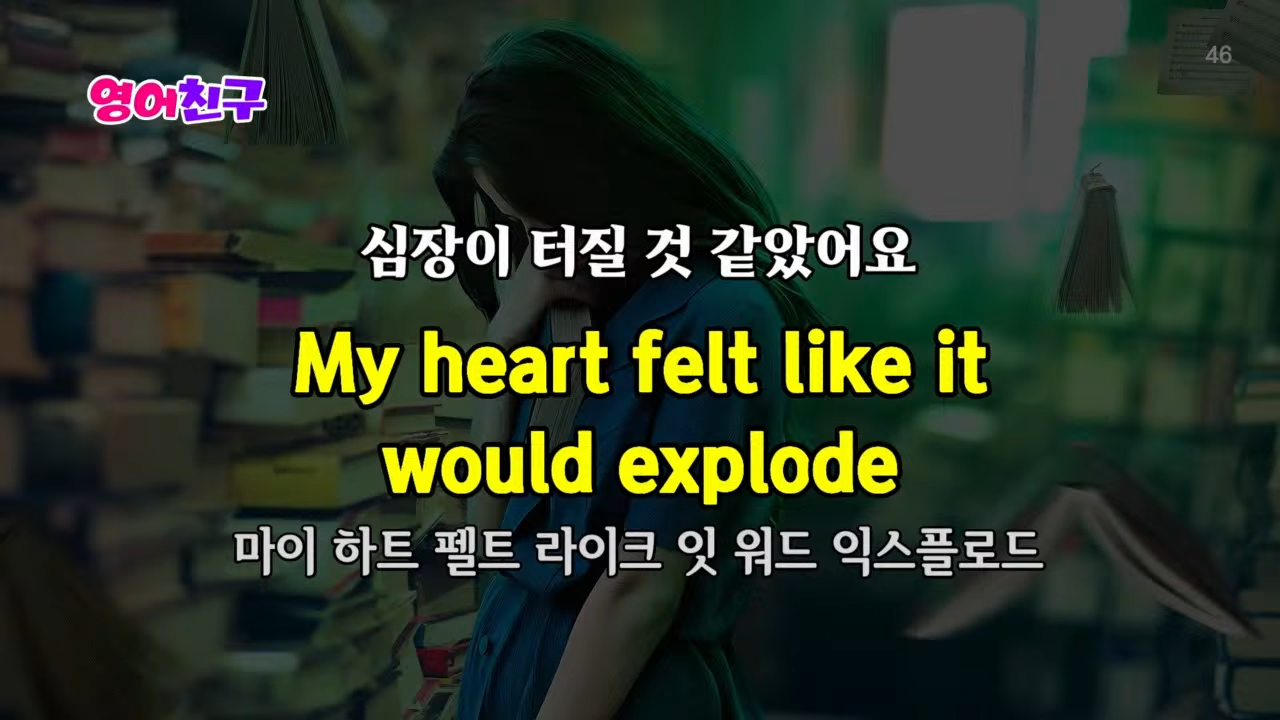 46
영어친구
심장이 터질 것 같았어요
My heart felt like it
would explode
마이 하트 펠트 라이크 잇 워드 익스플로드